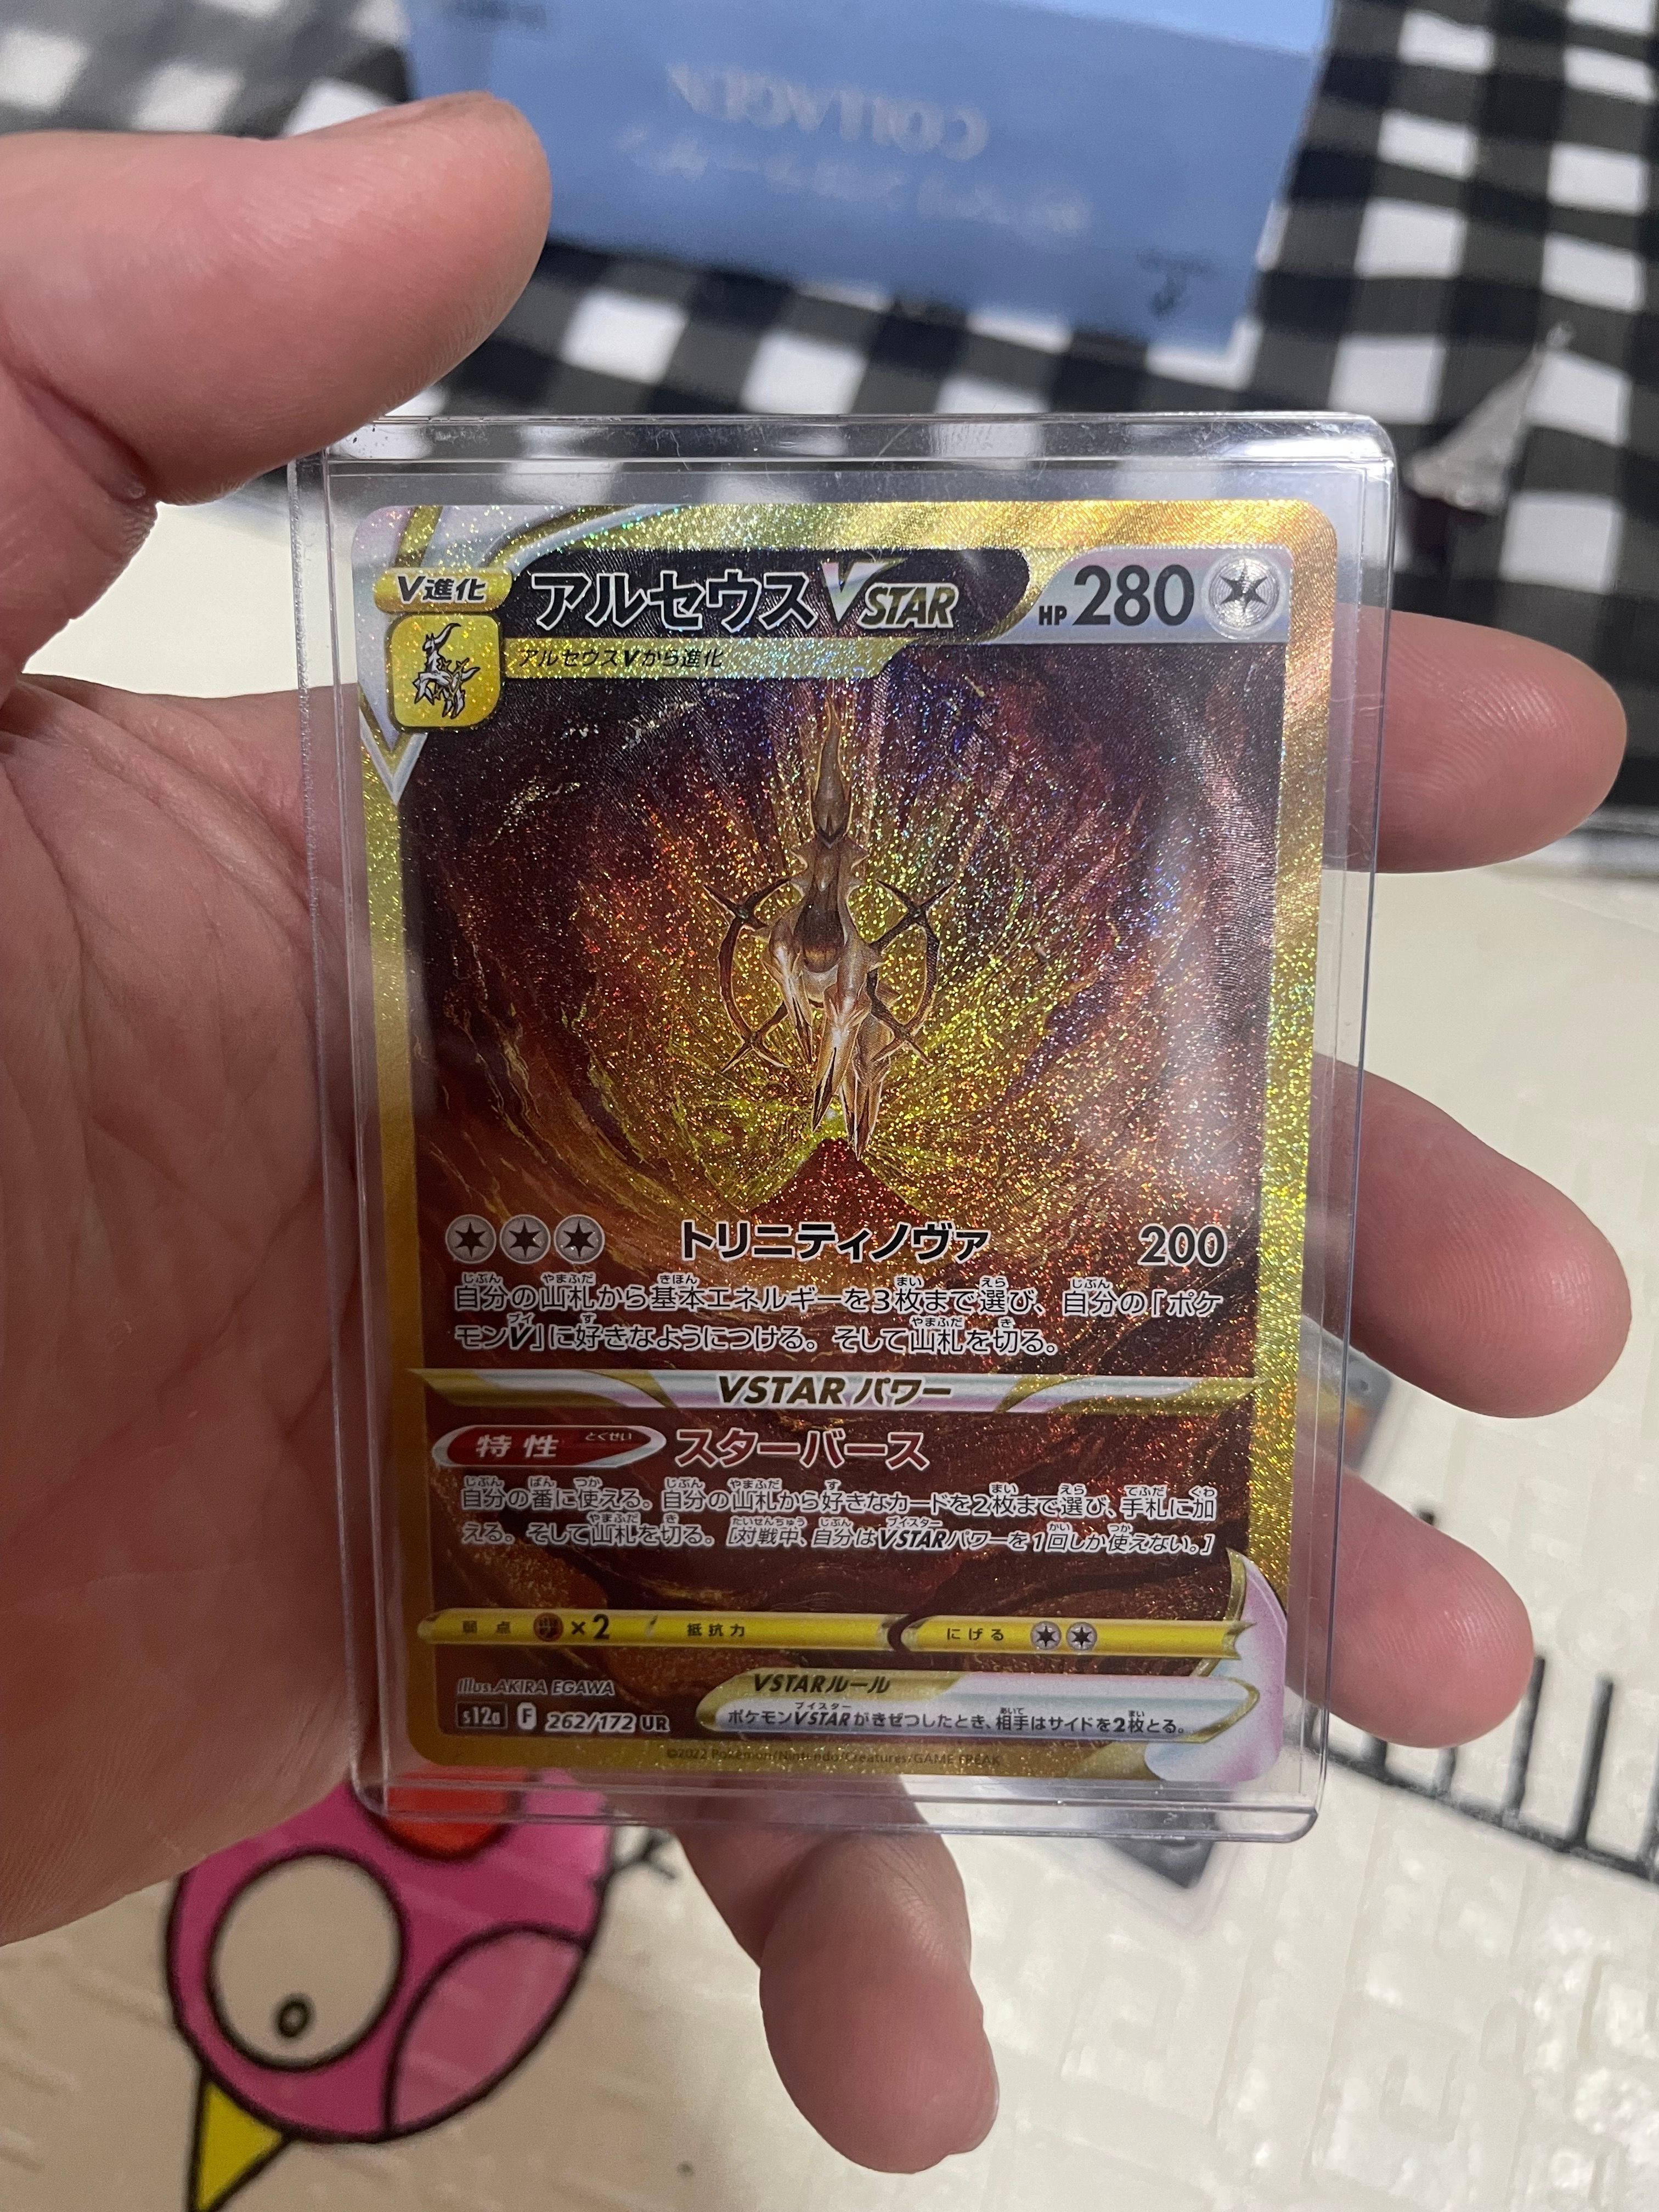 COLLAGEN
V進化
アルセウスVSTAR
HP 280
アルセウスVから進化
トリニティノヴァ 200
自分の山札から基本エネルギーを3枚まで選び、自分の「ポケ
モンV」に好きなようにつける。そして山札を切る。
VSTARパワー
特性 スターバース
自分の番に使える。自分の山札から好きなカードを2枚まで選び、手札に加
える。そして山札を切る。[対戦中、自分はVSTARパワーを1回しか使えない。]
弱点 ×2 抵抗力 にげる
Illus. AKIRA EGAWA
VSTARルール
s12a F 262/172 UR
ポケモンVSTARがきぜつしたとき、相手はサイドを2枚とる。
©2022 Pokémon/Nintendo/Creatures/GAME FREAK